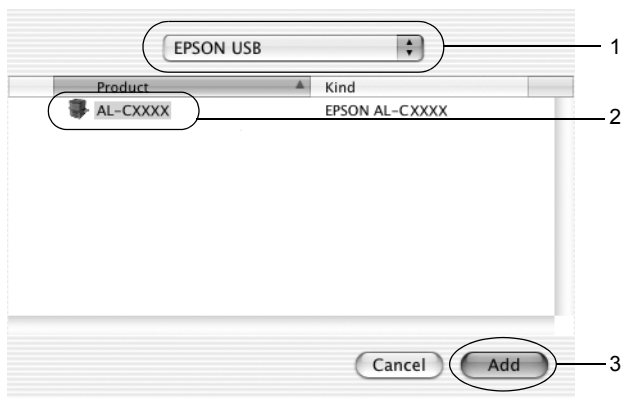 EPSON USB 1
Product Kind
AL-CXXXX EPSON AL-CXXXX 2
Cancel Add 3